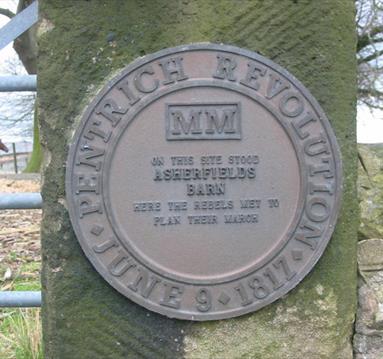 PENTRICH REVOLUTION
MM
ON THIS SITE STOOD
ASHERFIELDS
BARN
HERE THE REBELS MET TO
PLAN THEIR MARCH
JUNE 9 1817